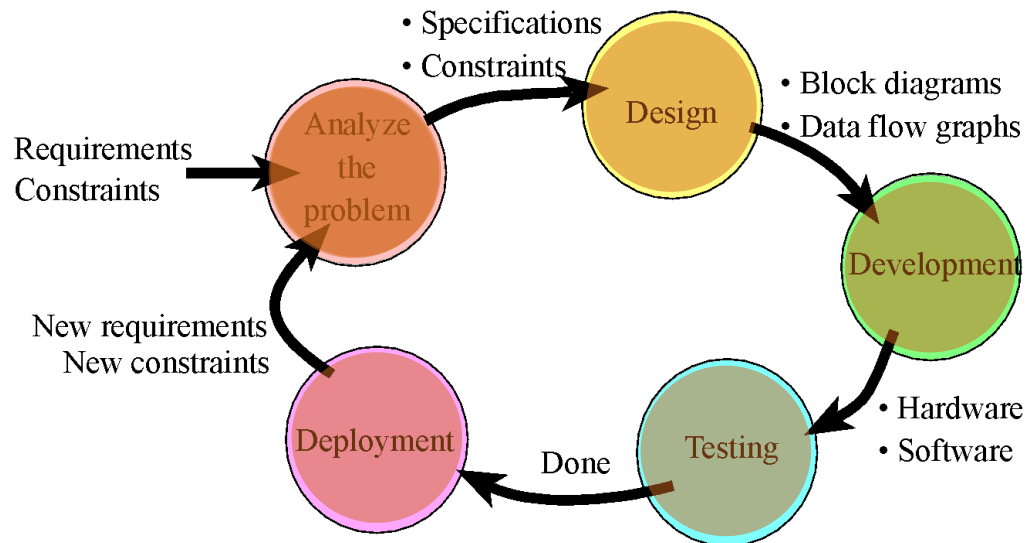 Requirements
Constraints
Analyze
the
problem
• Specifications
• Constraints
Design
• Block diagrams
• Data flow graphs
Development
• Hardware
• Software
Testing
Done
Deployment
New requirements
New constraints